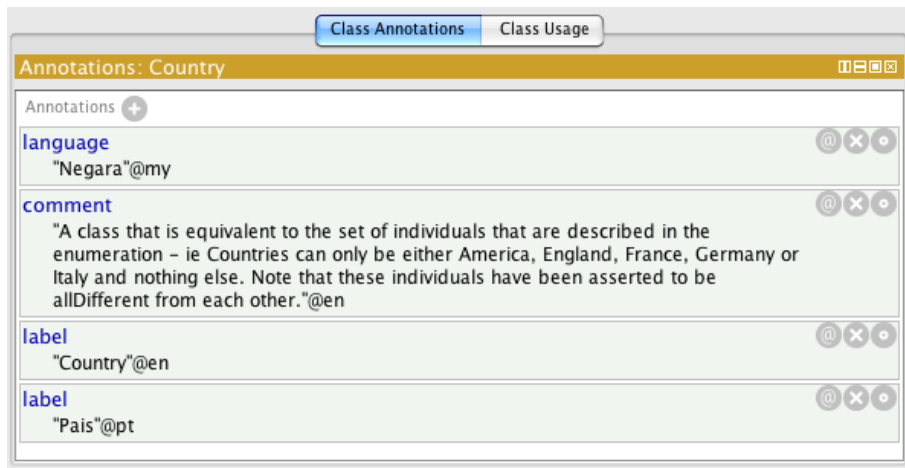 Class Annotations Class Usage
Annotations: Country
Annotations
language
"Negara"@my
comment
"A class that is equivalent to the set of individuals that are described in the
enumeration – ie Countries can only be either America, England, France, Germany or
Italy and nothing else. Note that these individuals have been asserted to be
allDifferent from each other."@en
label
"Country"@en
label
"Pais"@pt